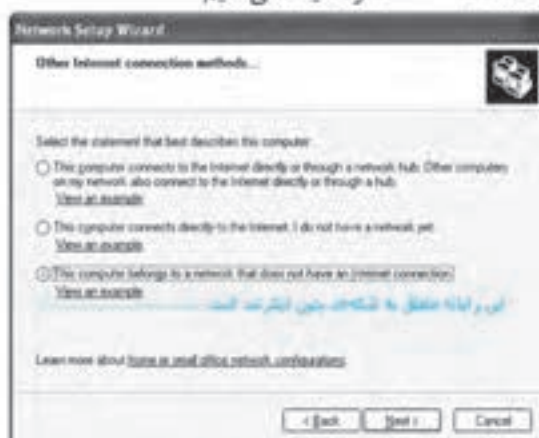 Network Setup Wizard
Other Internet connection methods...
Select the statement that best describes this computer:
This computer connects to the Internet directly or through a network hub. Other computers
on my network also connect to the Internet directly or through a hub.
View an example.
This computer connects directly to the Internet. I do not have a network yet.
View an example.
This computer belongs to a network that does not have an Internet connection.
View an example.
این رایانه متعلق به شبکه‌ای بدون اینترنت است
Learn more about home or small office network configurations.
< Back
Next >
Cancel